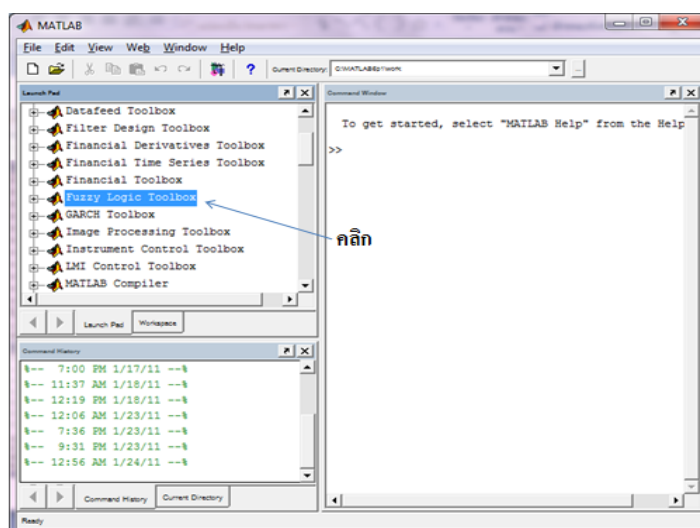 MATLAB
File Edit View Web Window Help
Current Directory:
Launch Pad
Datafeed Toolbox
Filter Design Toolbox
Financial Derivatives Toolbox
Financial Time Series Toolbox
Financial Toolbox
Fuzzy Logic Toolbox
GARCH Toolbox
Image Processing Toolbox
Instrument Control Toolbox
LMI Control Toolbox
MATLAB Compiler
Launch Pad Workspace
Command History
%-- 7:00 PM 1/17/11 --%
%-- 11:37 AM 1/18/11 --%
%-- 12:19 PM 1/18/11 --%
%-- 12:06 AM 1/23/11 --%
%-- 7:36 PM 1/23/11 --%
%-- 9:31 PM 1/23/11 --%
%-- 12:56 AM 1/24/11 --%
Command History Current Directory
Command Window
To get started, select "MATLAB Help" from the Help
>>
คลิก
Ready